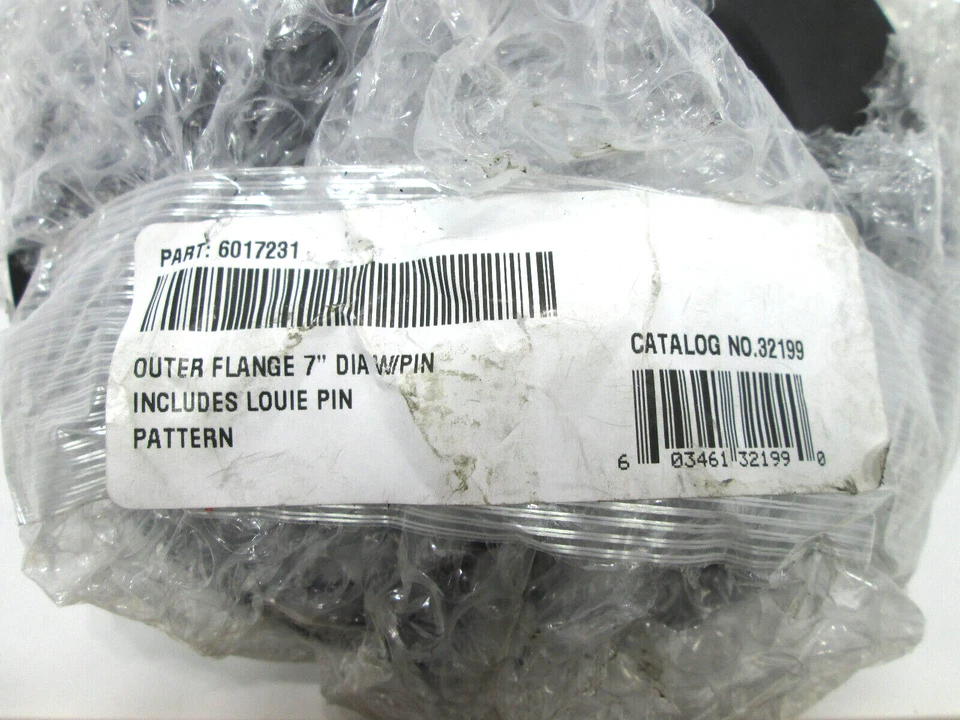 PART: 6017231
OUTER FLANGE 7" DIA W/PIN
INCLUDES LOUIE PIN
PATTERN
CATALOG NO.32199
6 03461 32199 0